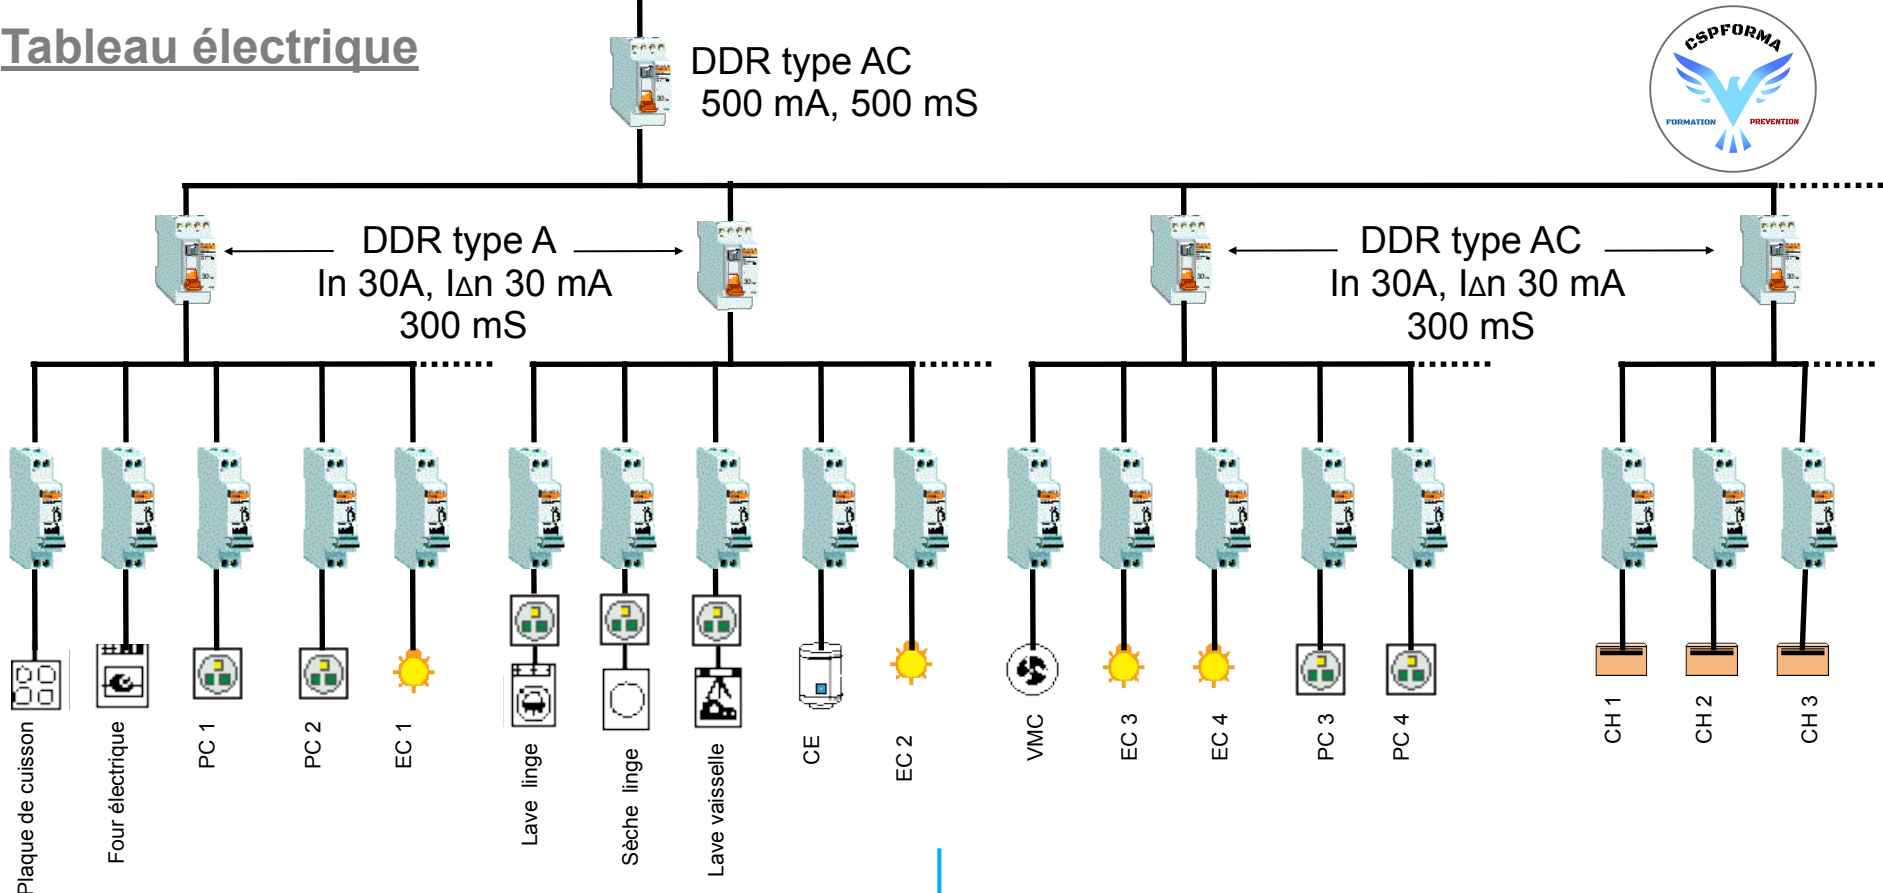 Tableau électrique
DDR type AC
500 mA, 500 mS
CSPFORMA
FORMATION PREVENTION
DDR type A
In 30A, I∆n 30 mA
300 mS
DDR type AC
In 30A, I∆n 30 mA
300 mS
Plaque de cuisson
Four électrique
PC 1
PC 2
EC 1
Lave linge
Sèche linge
Lave vaisselle
CE
EC 2
VMC
EC 3
EC 4
PC 3
PC 4
CH 1
CH 2
CH 3